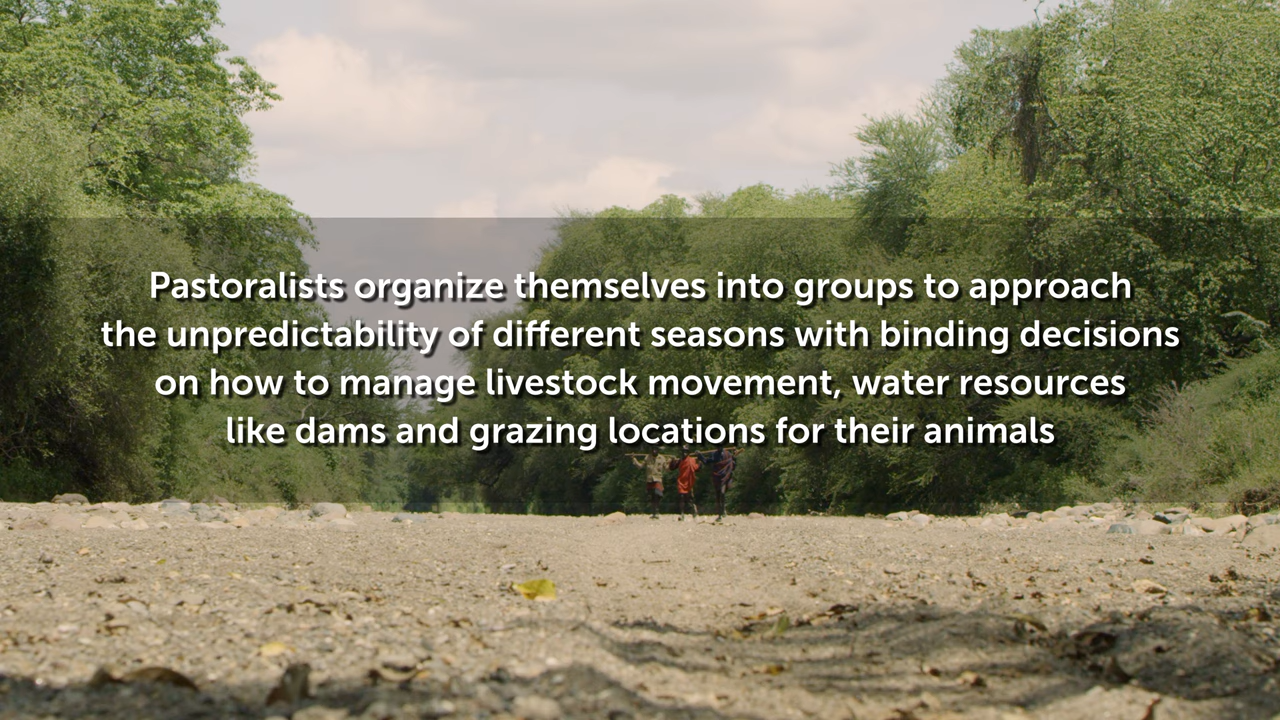 Pastoralists organize themselves into groups to approach
the unpredictability of different seasons with binding decisions
on how to manage livestock movement, water resources
like dams and grazing locations for their animals